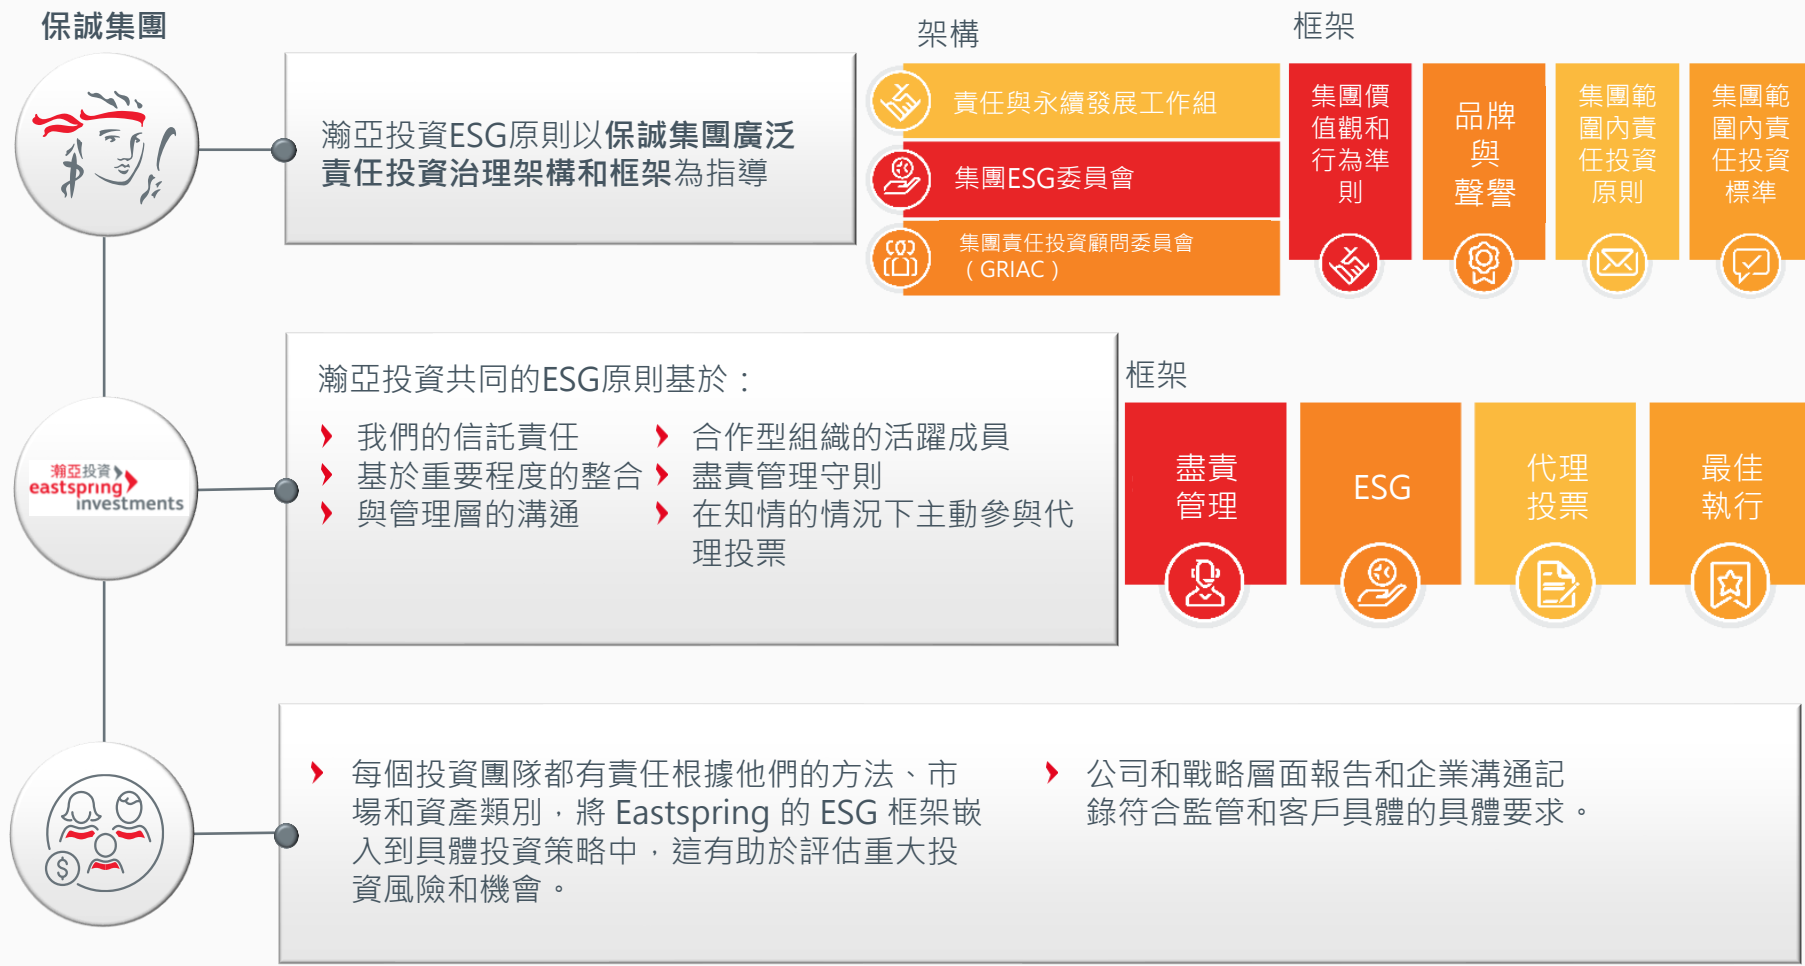 保誠集團
瀚亞投資ESG原則以保誠集團廣泛
責任投資治理架構和框架為指導
架構
責任與永續發展工作組
集團ESG委員會
集團責任投資顧問委員會
（GRIAC）
框架
集團價
值觀和
行為準
則
品牌
與
聲譽
集團範
圍內責
任投資
原則
集團範
圍內責
任投資
標準
瀚亞投資
eastspring
investments
瀚亞投資共同的ESG原則基於：
我們的信託責任
基於重要程度的整合
與管理層的溝通
合作型組織的活躍成員
盡責管理守則
在知情的情況下主動參與代
理投票
框架
盡責
管理
ESG
代理
投票
最佳
執行
$
每個投資團隊都有責任根據他們的方法、市
場和資產類別，將 Eastspring 的 ESG 框架嵌
入到具體投資策略中，這有助於評估重大投
資風險和機會。
公司和戰略層面報告和企業溝通記
錄符合監管和客戶具體的具體要求。